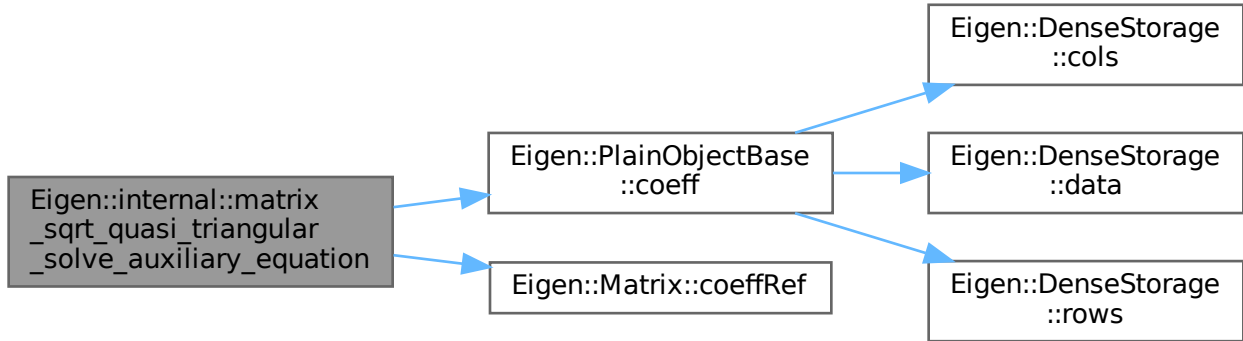 Eigen::internal::matrix
_sqrt_quasi_triangular
_solve_auxiliary_equation
Eigen::PlainObjectBase
::coeff
Eigen::Matrix::coeffRef
Eigen::DenseStorage
::cols
Eigen::DenseStorage
::data
Eigen::DenseStorage
::rows